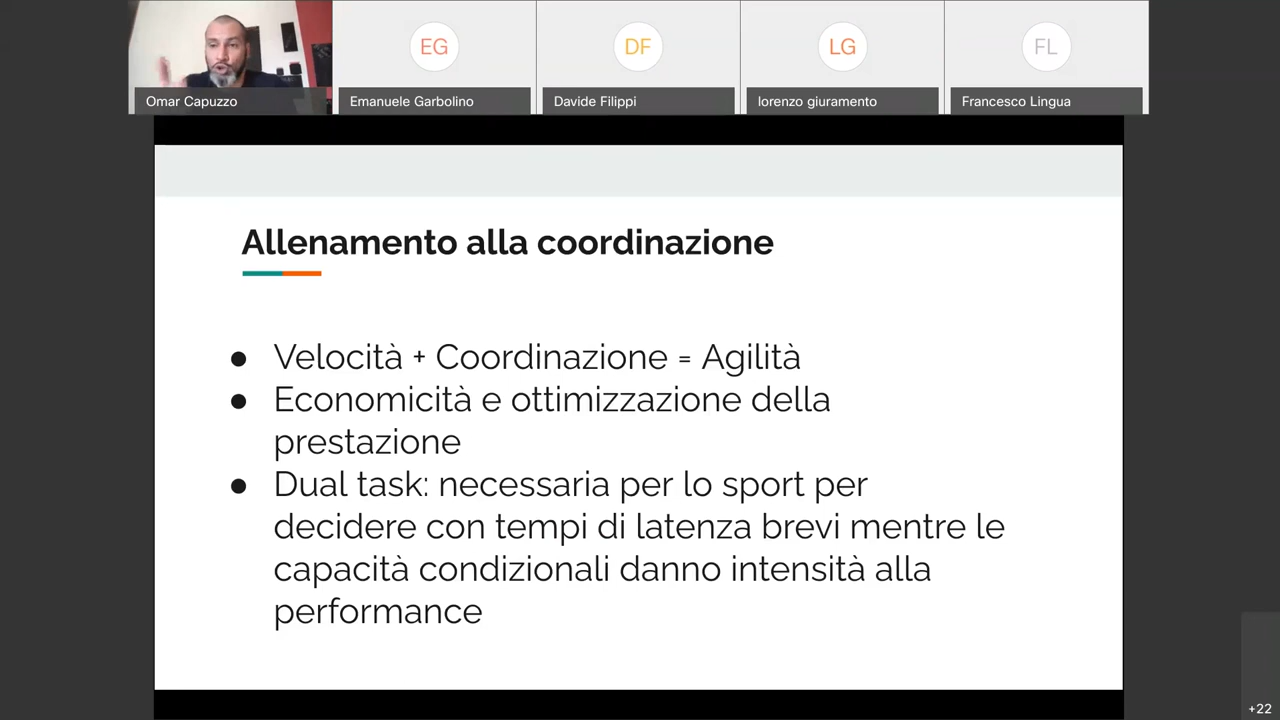 EG
DF
LG
FL
Omar Capuzzo
Emanuele Garbolino
Davide Filippi
lorenzo giuramento
Francesco Lingua
Allenamento alla coordinazione
● Velocità + Coordinazione = Agilità
● Economicità e ottimizzazione della
prestazione
● Dual task: necessaria per lo sport per
decidere con tempi di latenza brevi mentre le
capacità condizionali danno intensità alla
performance
+22